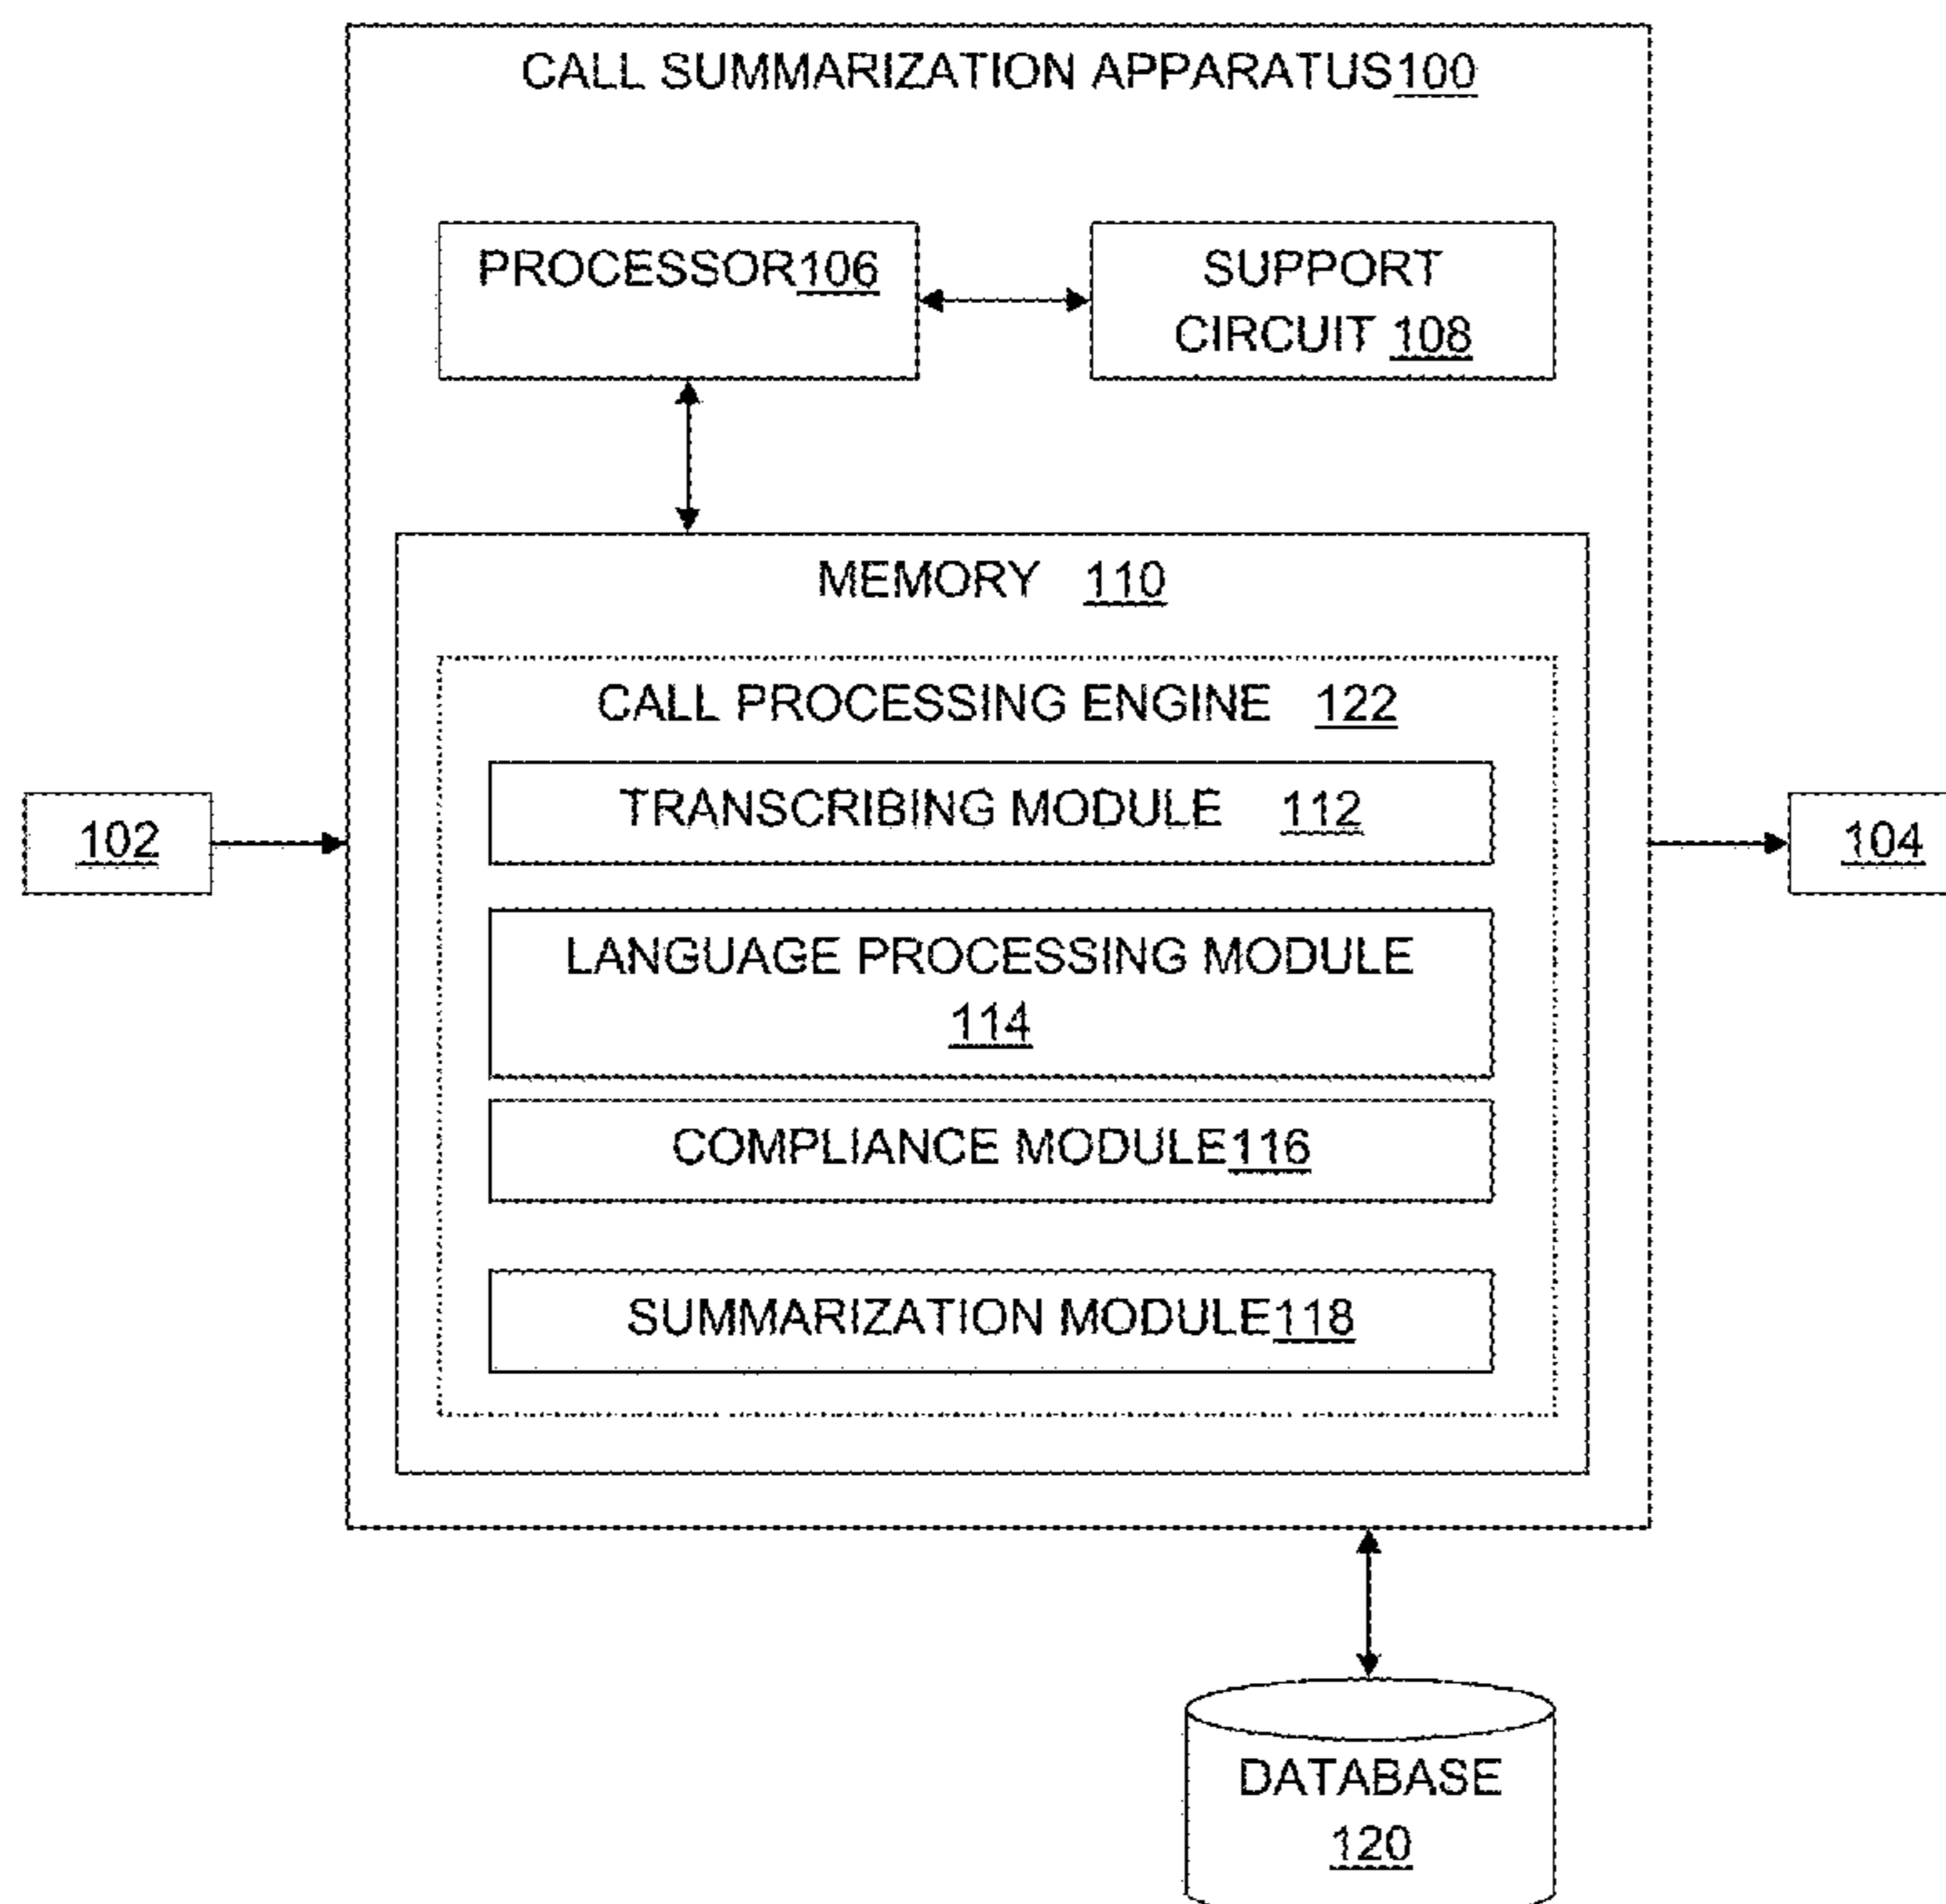 CALL SUMMARIZATION APPARATUS100
PROCESSOR106
SUPPORT
CIRCUIT 108
MEMORY 110
CALL PROCESSING ENGINE 122
TRANSCRIBING MODULE 112
102
104
LANGUAGE PROCESSING MODULE
114
COMPLIANCE MODULE116
SUMMARIZATION MODULE118
DATABASE
120